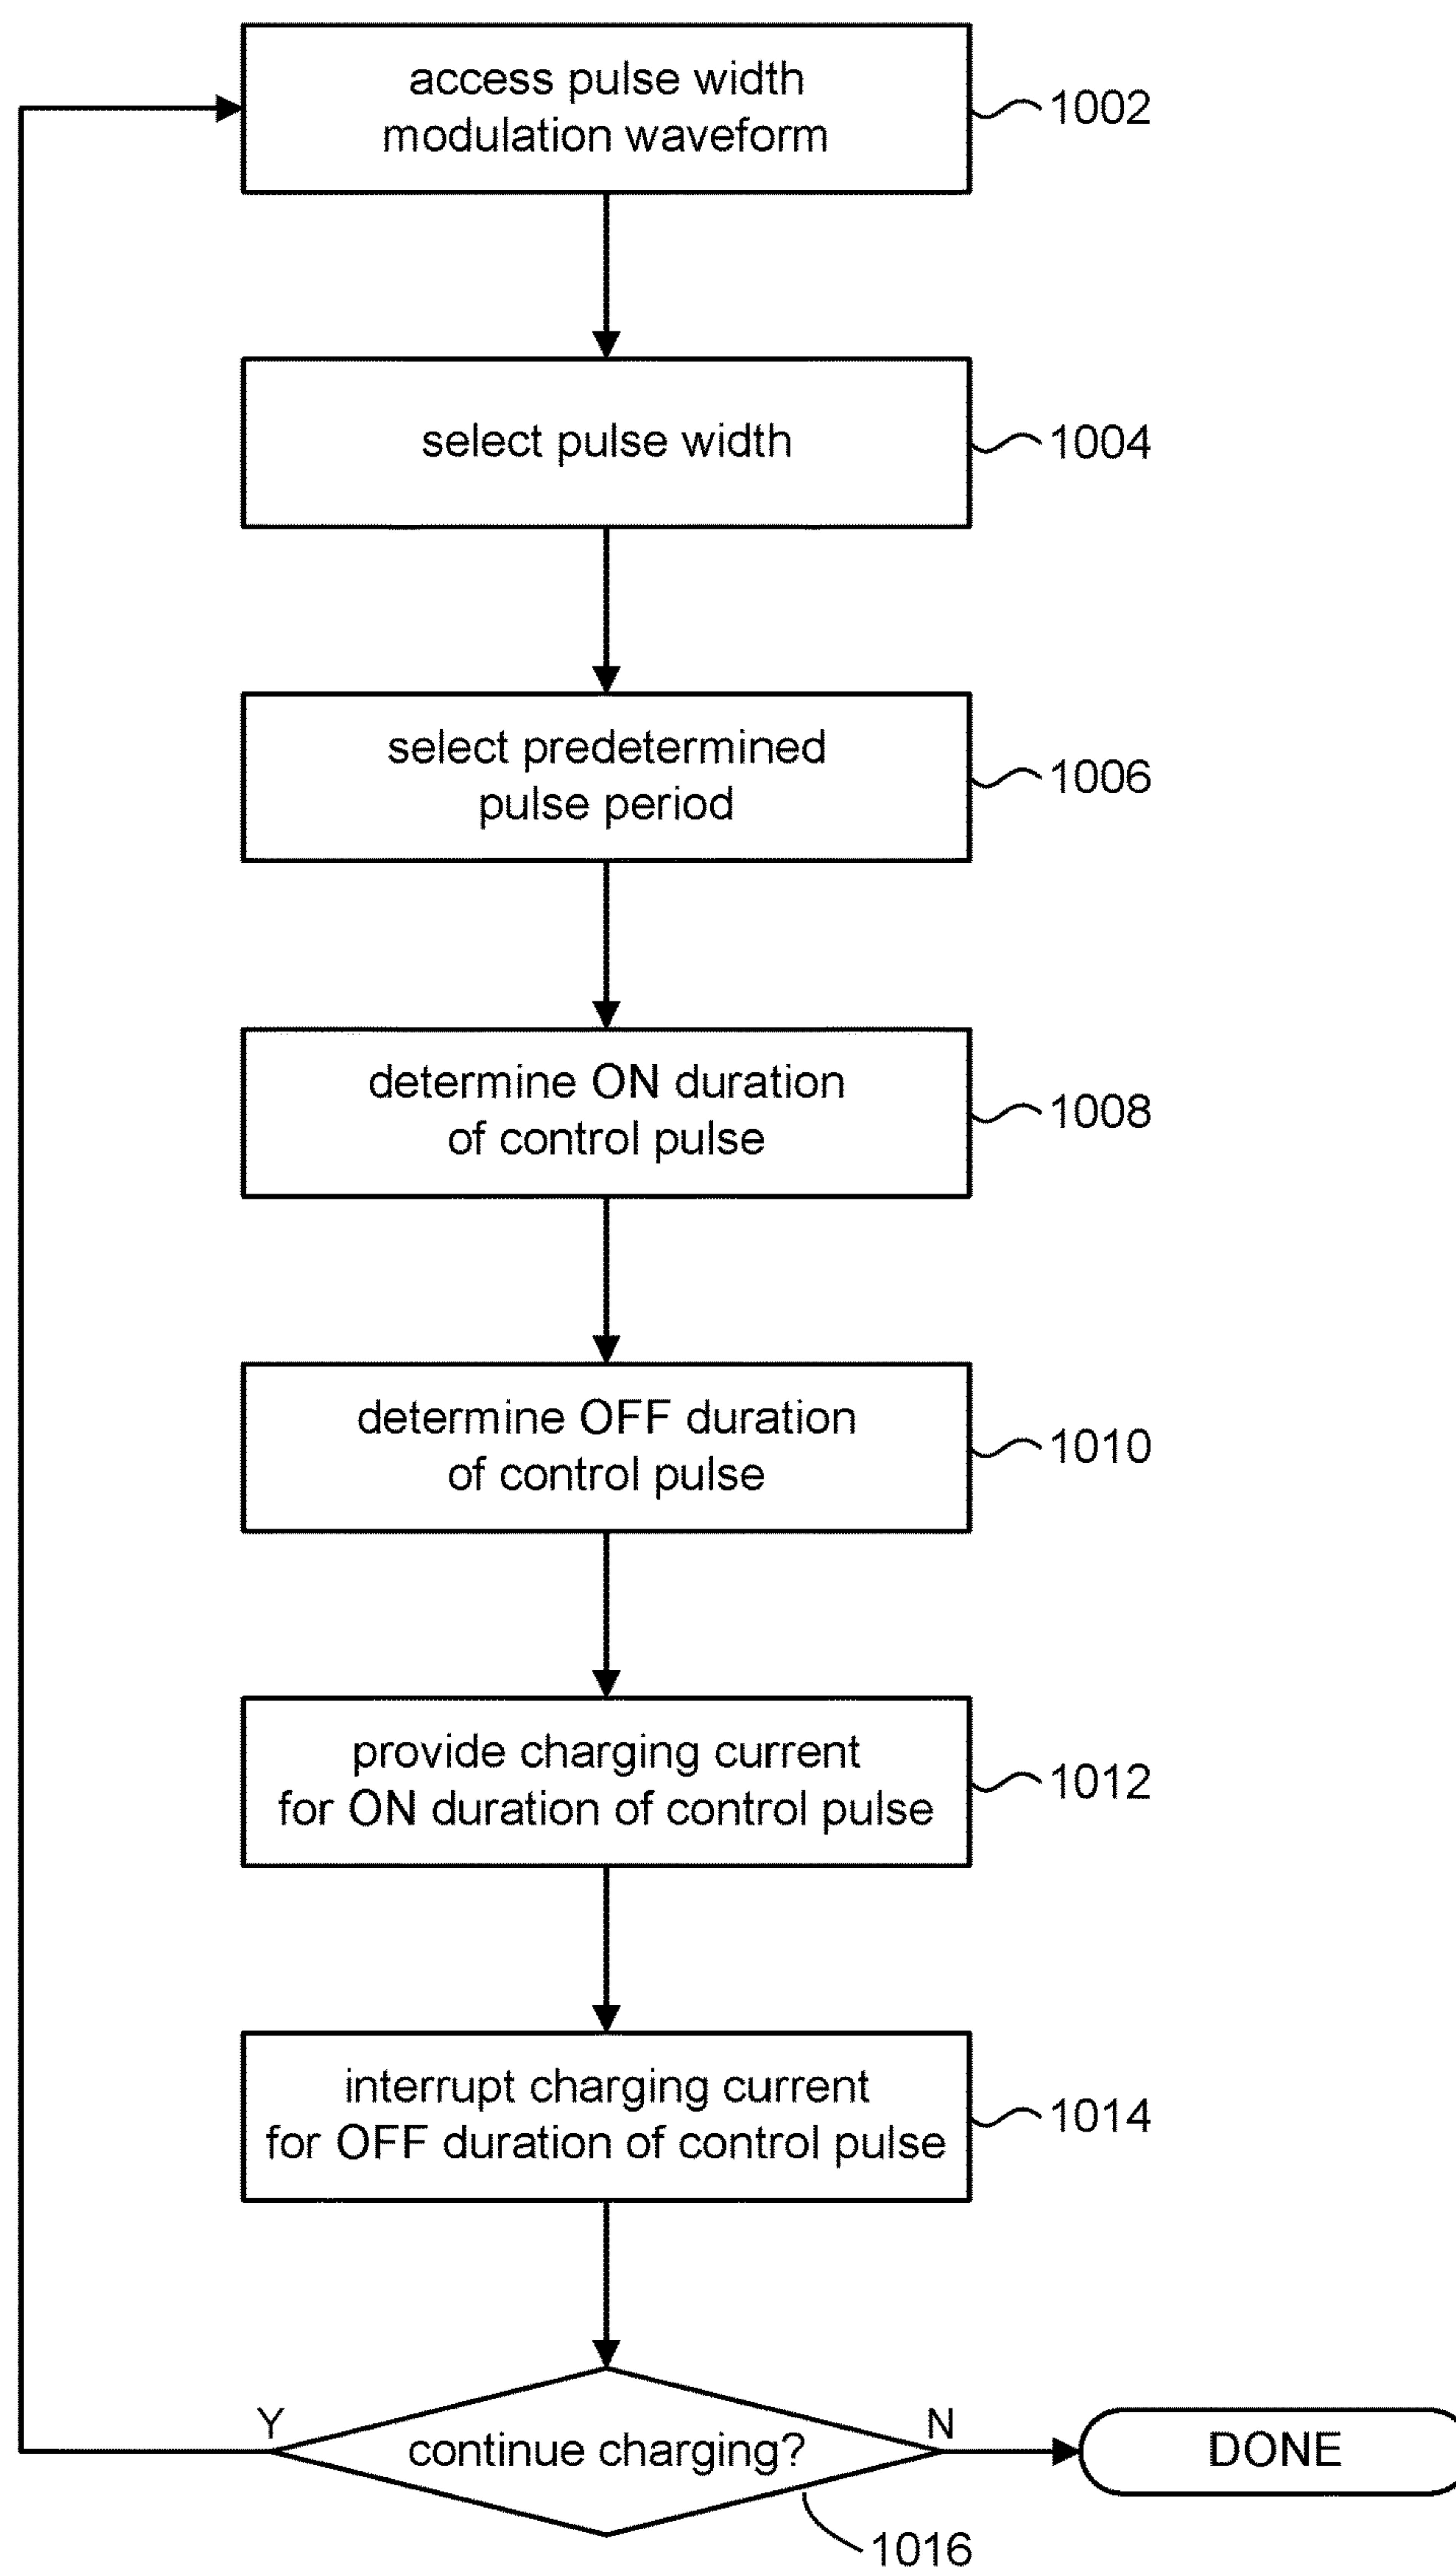 access pulse width
modulation waveform
1002
select pulse width
1004
select predetermined
pulse period
1006
determine ON duration
of control pulse
1008
determine OFF duration
of control pulse
1010
provide charging current
for ON duration of control pulse
1012
interrupt charging current
for OFF duration of control pulse
1014
Y
continue charging?
N
DONE
1016